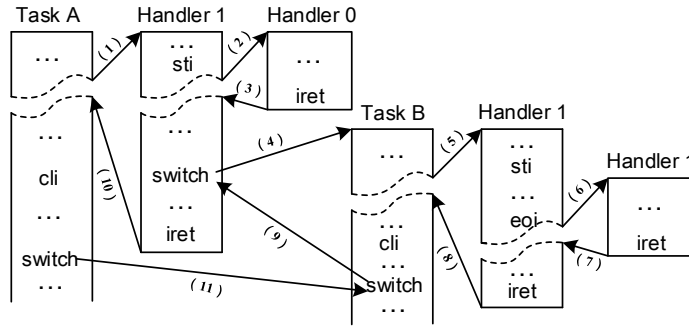 Task A
Handler 1
Handler 0
...
...
sti
...
(1)
(2)
(3)
iret
...
cli
...
switch
...
(10)
...
switch
...
iret
(4)
Task B
Handler 1
Handler 1
...
...
sti
...
eoi
...
iret
(5)
(6)
(7)
...
iret
(8)
(9)
(11)
...
cli
...
switch
...